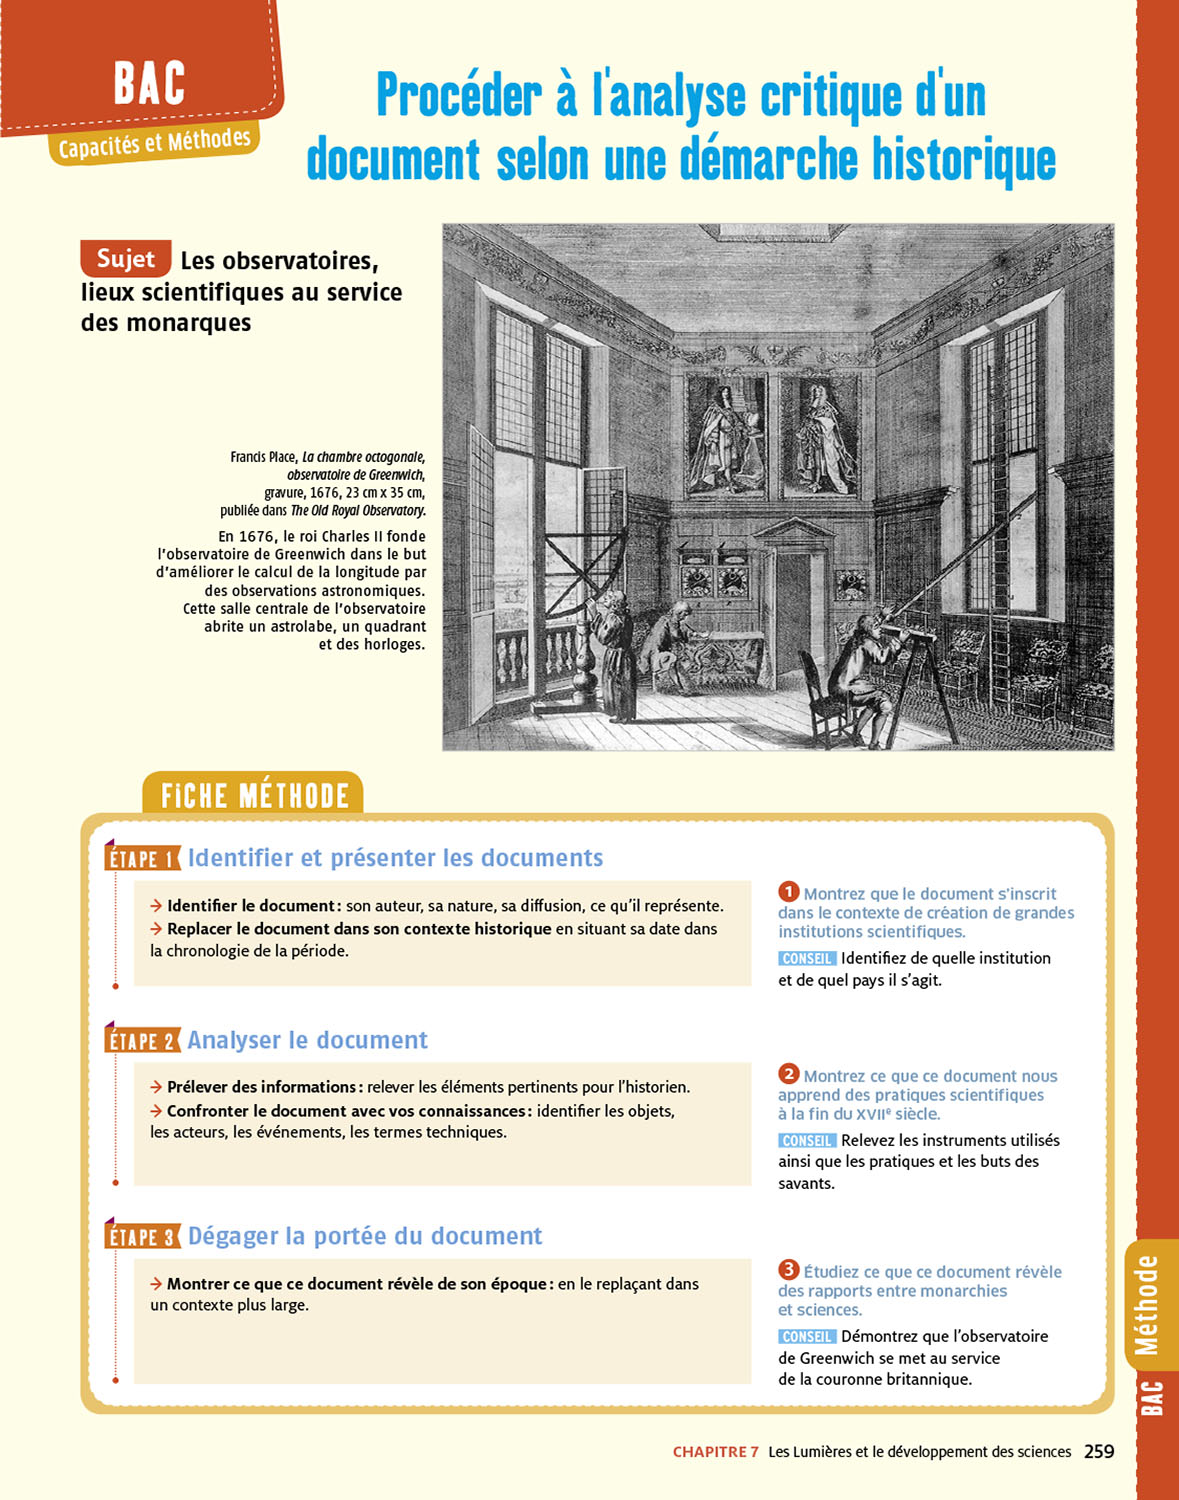 BAC
Capacités et Méthodes
Procéder à l'analyse critique d'un
document selon une démarche historique
Sujet Les observatoires,
lieux scientifiques au service
des monarques
Francis Place, La chambre octogonale,
observatoire de Greenwich,
gravure, 1676, 23 cm x 35 cm,
publiée dans The Old Royal Observatory.
En 1676, le roi Charles II fonde
l'observatoire de Greenwich dans le but
d'améliorer le calcul de la longitude par
des observations astronomiques.
Cette salle centrale de l'observatoire
abrite un astrolabe, un quadrant
et des horloges.
FICHE MÉTHODE
ÉTAPE 1 Identifier et présenter les documents
→ Identifier le document : son auteur, sa nature, sa diffusion, ce qu'il représente.
→ Replacer le document dans son contexte historique en situant sa date dans
la chronologie de la période.
1 Montrez que le document s'inscrit
dans le contexte de création de grandes
institutions scientifiques.
CONSEIL Identifiez de quelle institution
et de quel pays il s'agit.
ÉTAPE 2 Analyser le document
→ Prélever des informations : relever les éléments pertinents pour l'historien.
→ Confronter le document avec vos connaissances : identifier les objets,
les acteurs, les événements, les termes techniques.
2 Montrez ce que ce document nous
apprend des pratiques scientifiques
à la fin du XVIIe siècle.
CONSEIL Relevez les instruments utilisés
ainsi que les pratiques et les buts des
savants.
ÉTAPE 3 Dégager la portée du document
→ Montrer ce que ce document révèle de son époque : en le replaçant dans
un contexte plus large.
3 Étudiez ce que ce document révèle
des rapports entre monarchies
et sciences.
CONSEIL Démontrez que l'observatoire
de Greenwich se met au service
de la couronne britannique.
BAC Méthode
CHAPITRE 7 Les Lumières et le développement des sciences 259